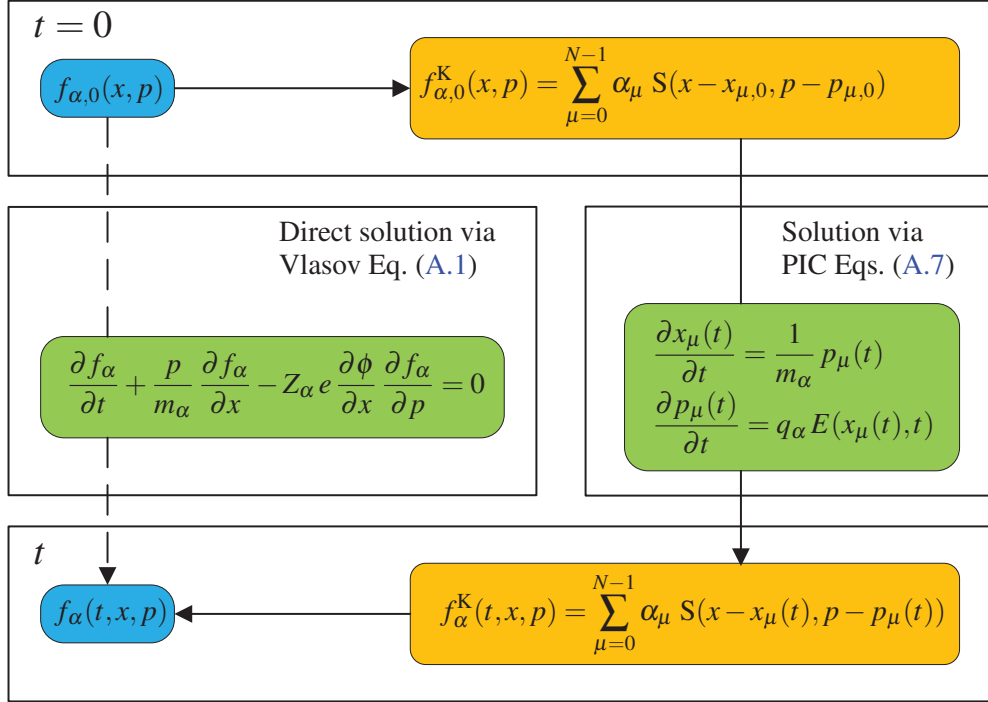 t = 0
f_{α,0}(x, p)
f^K_{α,0}(x, p) = ∑_{μ=0}^{N−1} α_μ S(x − x_{μ,0}, p − p_{μ,0})
Direct solution via
Vlasov Eq. (A.1)
∂f_α/∂t + p/m_α ∂f_α/∂x − Z_α e ∂ϕ/∂x ∂f_α/∂p = 0
Solution via
PIC Eqs. (A.7)
∂x_μ(t)/∂t = 1/m_α p_μ(t)
∂p_μ(t)/∂t = q_α E(x_μ(t), t)
t
f_α(t, x, p)
f^K_α(t, x, p) = ∑_{μ=0}^{N−1} α_μ S(x − x_μ(t), p − p_μ(t))